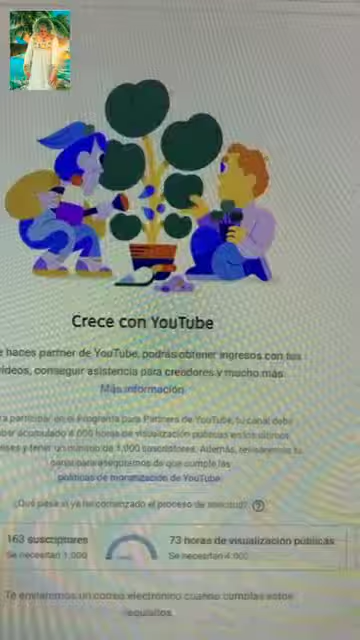 Crece con YouTube
e haces partner de YouTube, podrás obtener ingresos con tus
ídeos, conseguir asistencia para creadores y mucho más.
Más información
ra participar en el Programa para Partners de YouTube, tu canal debe
ber acumulado 4.000 horas de visualización públicas en los últimos
eses y tener un mínimo de 1.000 suscriptores. Además, revisaremos tu
canal para asegurarnos de que cumple las
políticas de monetización de YouTube
¿Qué pasa si ya he comenzado el proceso de solicitud?
163 suscriptores
Se necesitan 1.000
73 horas de visualización públicas
Se necesitan 4.000
Te enviaremos un correo electrónico cuando cumplas estos
requisitos.